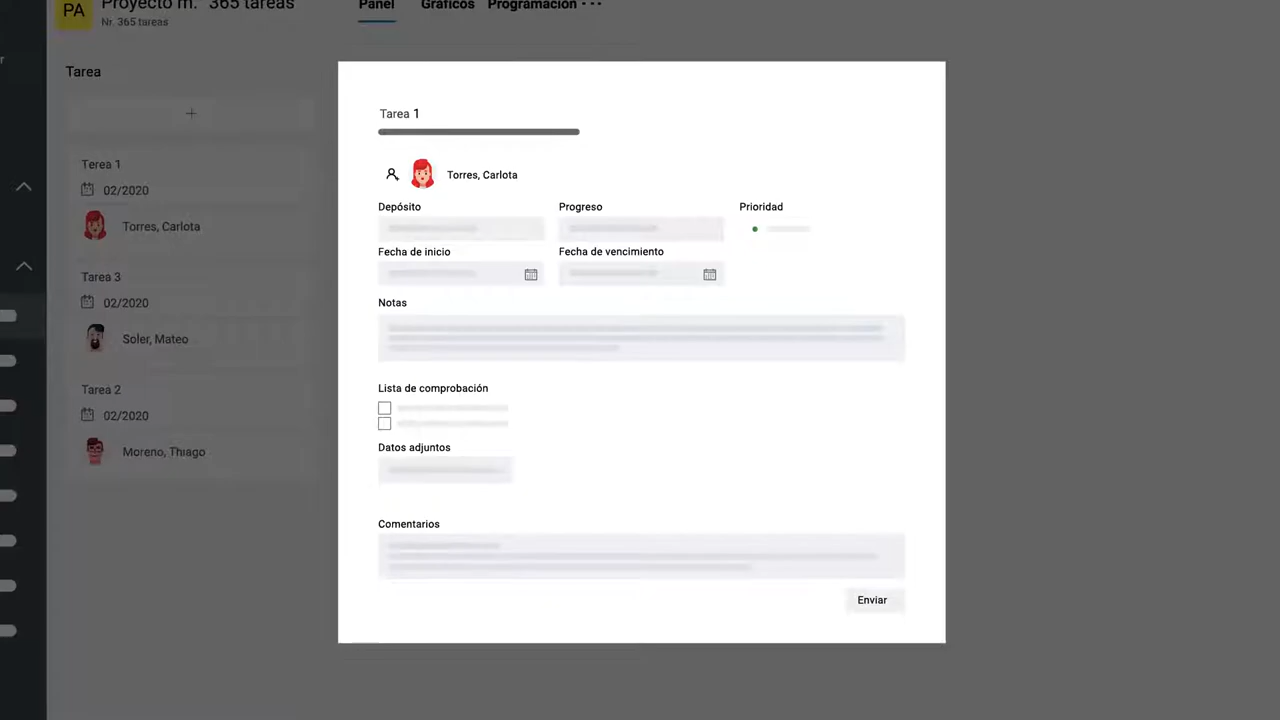 PA
Proyecto m. 365 tareas
Nr. 365 tareas
Panel
Gráficos
Programación
Tarea
Terea 1
02/2020
Torres, Carlota
Tarea 3
02/2020
Soler, Mateo
Tarea 2
02/2020
Moreno, Thiago
Tarea 1
Torres, Carlota
Depósito
Progreso
Prioridad
Fecha de inicio
Fecha de vencimiento
Notas
Lista de comprobación
Datos adjuntos
Comentarios
Enviar